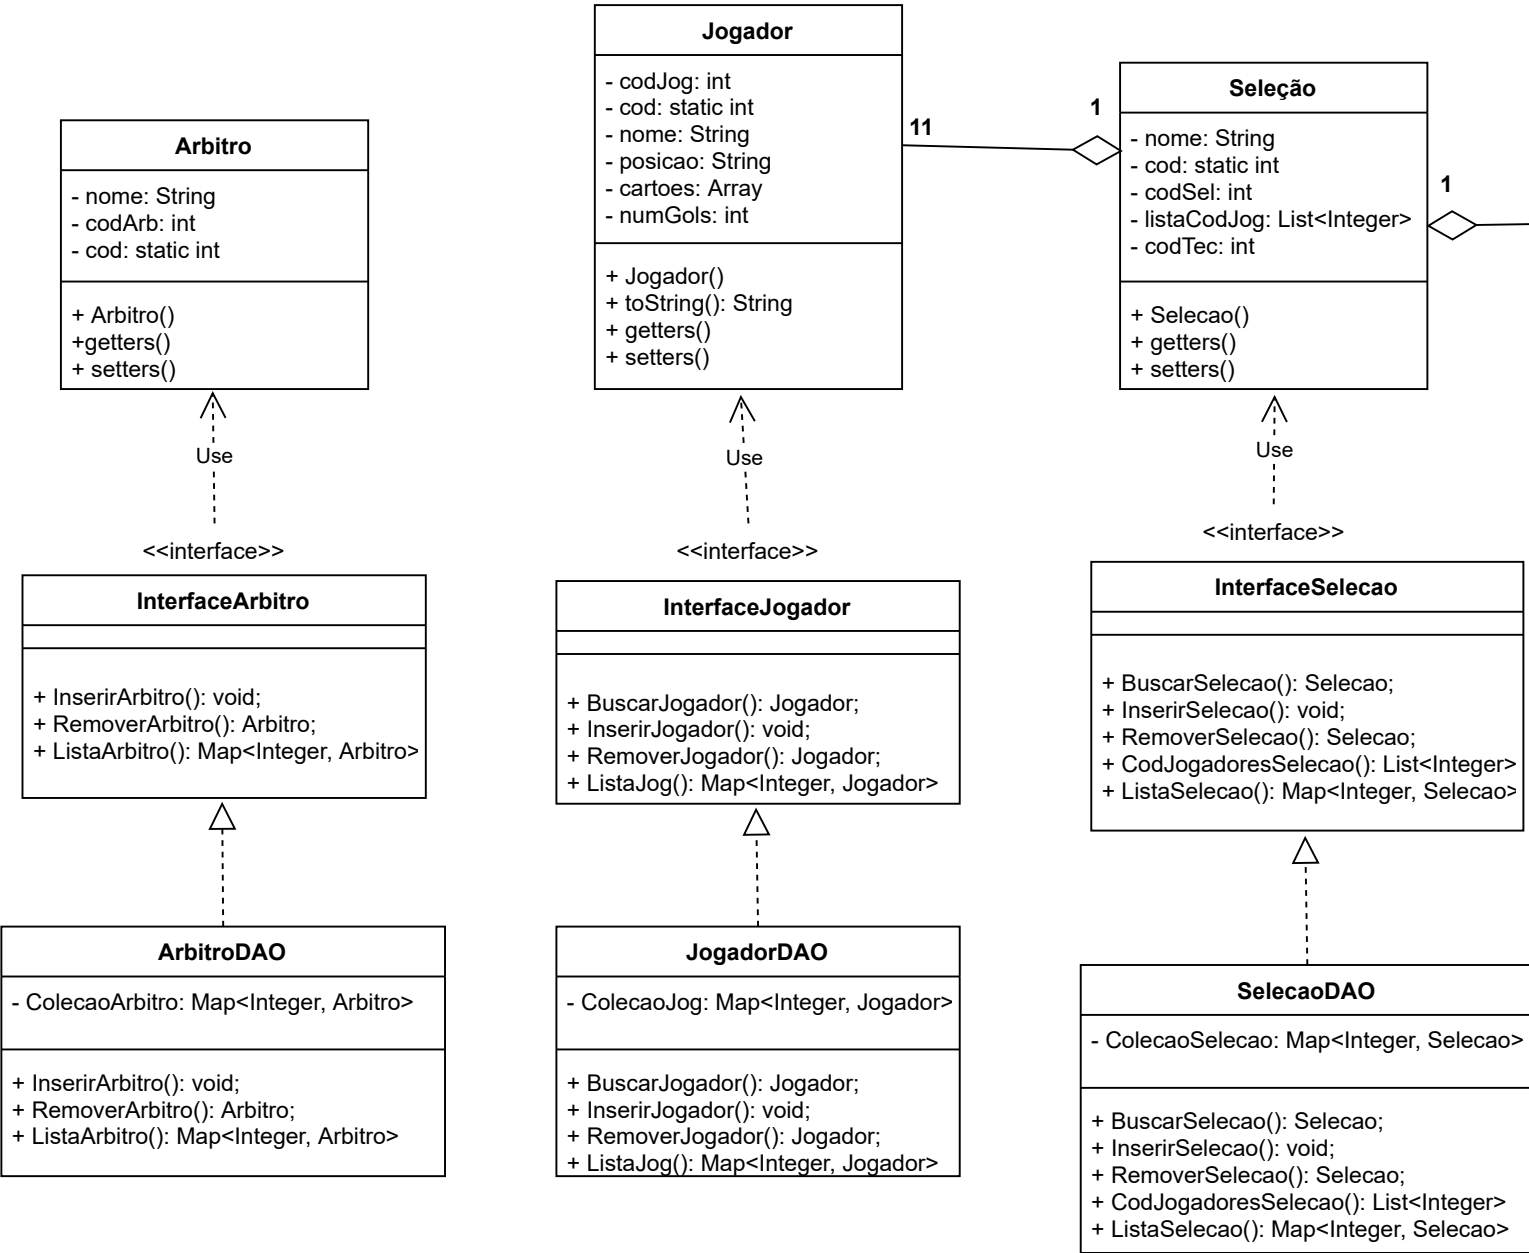 Arbitro
- nome: String
- codArb: int
- cod: static int
+ Arbitro()
+getters()
+ setters()
Use
<<interface>>
InterfaceArbitro
+ InserirArbitro(): void;
+ RemoverArbitro(): Arbitro;
+ ListaArbitro(): Map<Integer, Arbitro>
ArbitroDAO
- ColecaoArbitro: Map<Integer, Arbitro>
+ InserirArbitro(): void;
+ RemoverArbitro(): Arbitro;
+ ListaArbitro(): Map<Integer, Arbitro>
Jogador
- codJog: int
- cod: static int
- nome: String
- posicao: String
- cartoes: Array
- numGols: int
+ Jogador()
+ toString(): String
+ getters()
+ setters()
11
1
Use
<<interface>>
InterfaceJogador
+ BuscarJogador(): Jogador;
+ InserirJogador(): void;
+ RemoverJogador(): Jogador;
+ ListaJog(): Map<Integer, Jogador>
JogadorDAO
- ColecaoJog: Map<Integer, Jogador>
+ BuscarJogador(): Jogador;
+ InserirJogador(): void;
+ RemoverJogador(): Jogador;
+ ListaJog(): Map<Integer, Jogador>
Seleção
- nome: String
- cod: static int
- codSel: int
- listaCodJog: List<Integer>
- codTec: int
+ Selecao()
+ getters()
+ setters()
1
Use
<<interface>>
InterfaceSelecao
+ BuscarSelecao(): Selecao;
+ InserirSelecao(): void;
+ RemoverSelecao(): Selecao;
+ CodJogadoresSelecao(): List<Integer>
+ ListaSelecao(): Map<Integer, Selecao>
SelecaoDAO
- ColecaoSelecao: Map<Integer, Selecao>
+ BuscarSelecao(): Selecao;
+ InserirSelecao(): void;
+ RemoverSelecao(): Selecao;
+ CodJogadoresSelecao(): List<Integer>
+ ListaSelecao(): Map<Integer, Selecao>